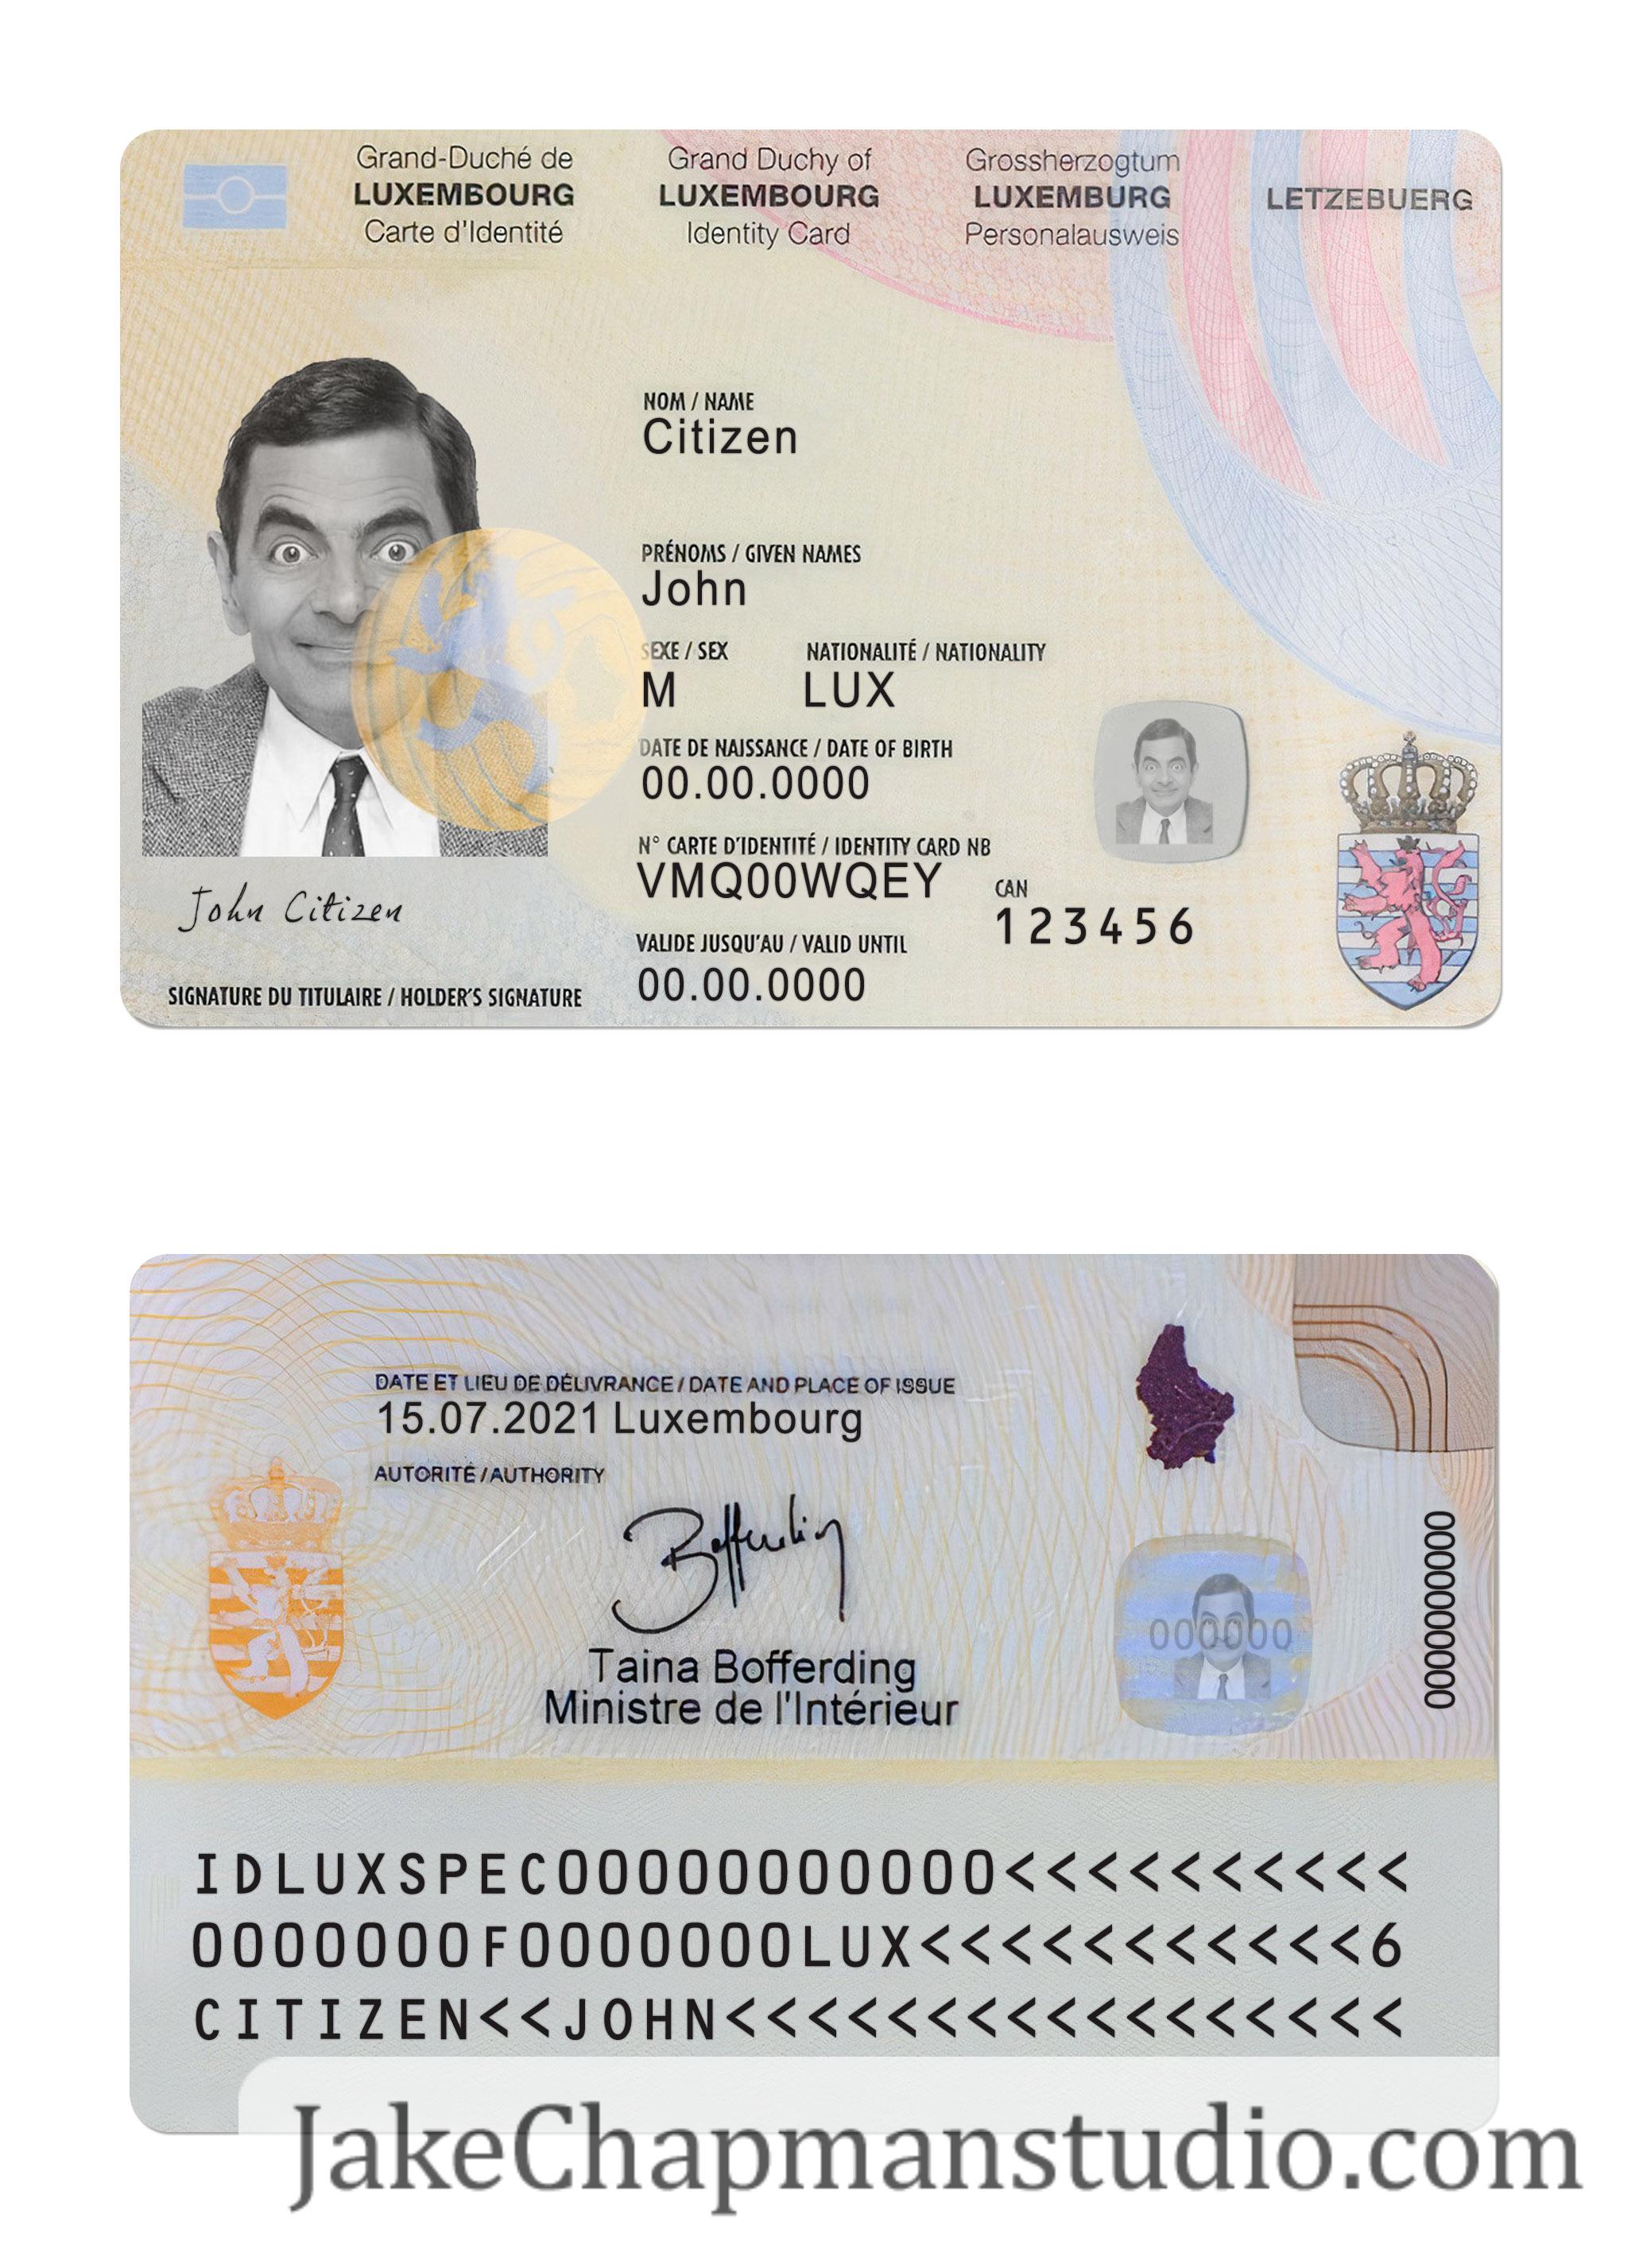 Grand-Duché de
LUXEMBOURG
Carte d'Identité
Grand Duchy of
LUXEMBOURG
Identity Card
Grossherzogtum
LUXEMBURG
Personalausweis
LETZEBUERG
NOM / NAME
Citizen
PRÉNOMS / GIVEN NAMES
John
SEXE / SEX NATIONALITÉ / NATIONALITY
M LUX
DATE DE NAISSANCE / DATE OF BIRTH
00.00.0000
N° CARTE D'IDENTITÉ / IDENTITY CARD NB
VMQ00WQEY
CAN
123456
VALIDE JUSQU'AU / VALID UNTIL
00.00.0000
John Citizen
SIGNATURE DU TITULAIRE / HOLDER'S SIGNATURE
DATE ET LIEU DE DÉLIVRANCE / DATE AND PLACE OF ISSUE
15.07.2021 Luxembourg
AUTORITÉ / AUTHORITY
Bofferding
Taina Bofferding
Ministre de l'Intérieur
000000
0000000000
IDLUXSPEC00000000000<<<<<<<<<<
0000000F0000000LUX<<<<<<<<<<<6
CITIZEN<<JOHN<<<<<<<<<<<<<<<<<
JakeChapmanstudio.com